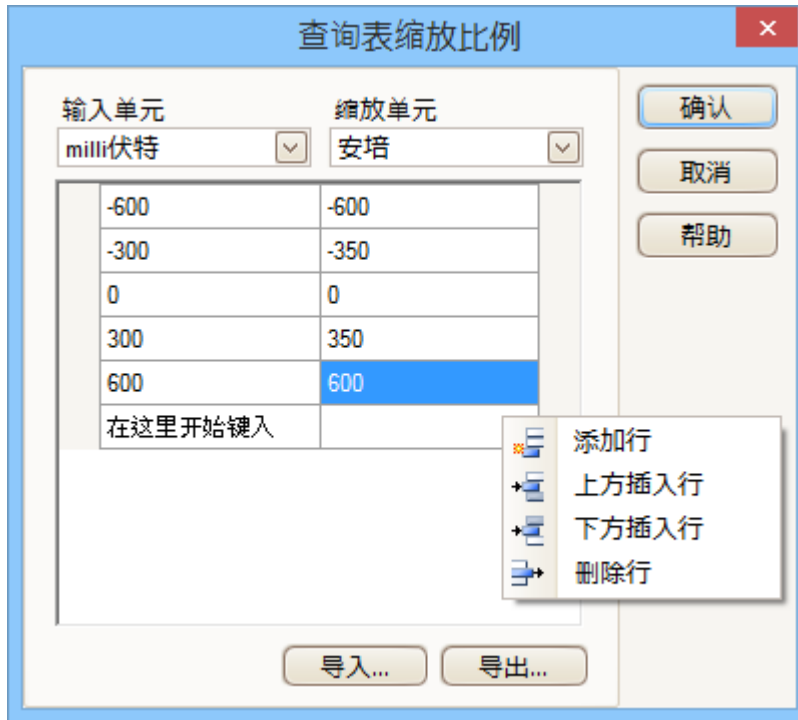 查询表缩放比例
输入单元 缩放单元
milli伏特 安培
-600 -600
-300 -350
0 0
300 350
600 600
在这里开始键入
确认
取消
帮助
添加行
上方插入行
下方插入行
删除行
导入... 导出...